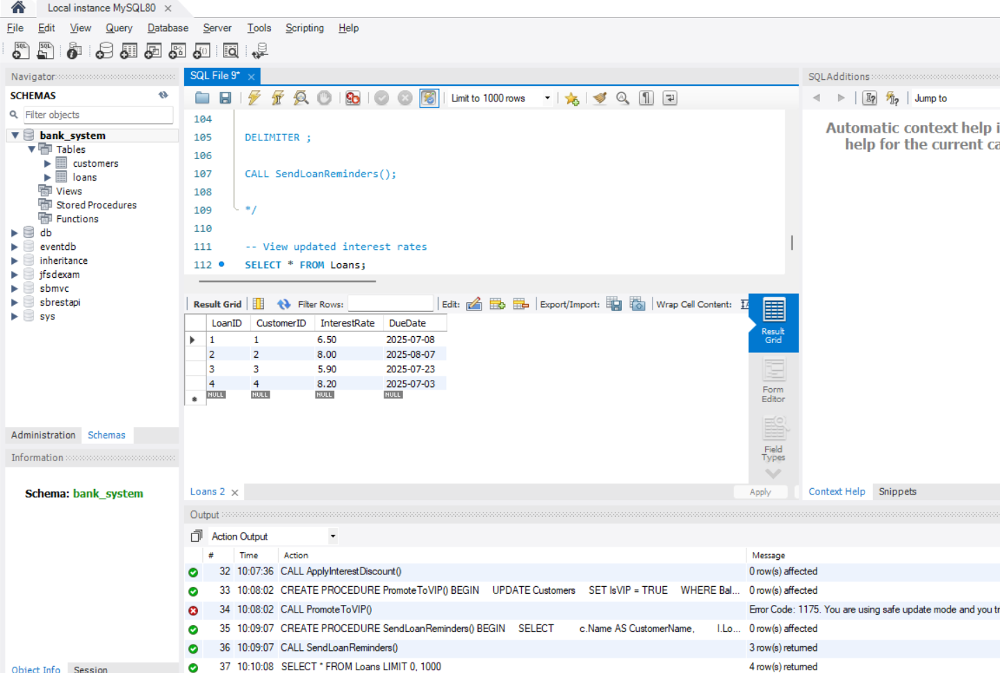 Local instance MySQL80
File Edit View Query Database Server Tools Scripting Help
Navigator
SCHEMAS
Filter objects
bank_system
Tables
customers
loans
Views
Stored Procedures
Functions
db
eventdb
inheritance
jfsdexam
sbmvc
sbrestapi
sys
Administration Schemas
Information
Schema: bank_system
Object Info Session
SQL File 9*
Limit to 1000 rows
104
105 DELIMITER ;
106
107 CALL SendLoanReminders();
108
109 */
110
111 -- View updated interest rates
112 SELECT * FROM Loans;
Result Grid Filter Rows: Edit: Export/Import: Wrap Cell Content:
LoanID CustomerID InterestRate DueDate
1 1 6.50 2025-07-08
2 2 8.00 2025-08-07
3 3 5.90 2025-07-23
4 4 8.20 2025-07-03
NULL NULL NULL NULL
Result Grid
Form Editor
Field Types
Loans 2 Apply
SQLAdditions
Jump to
Automatic context help i
help for the current ca
Context Help Snippets
Output
Action Output
# Time Action Message
32 10:07:36 CALL ApplyInterestDiscount() 0 row(s) affected
33 10:08:02 CREATE PROCEDURE PromoteToVIP() BEGIN UPDATE Customers SET IsVIP = TRUE WHERE Bal... 0 row(s) affected
34 10:08:02 CALL PromoteToVIP() Error Code: 1175. You are using safe update mode and you tr
35 10:09:07 CREATE PROCEDURE SendLoanReminders() BEGIN SELECT c.Name AS CustomerName, l.Lo... 0 row(s) affected
36 10:09:07 CALL SendLoanReminders() 3 row(s) returned
37 10:10:08 SELECT * FROM Loans LIMIT 0, 1000 4 row(s) returned